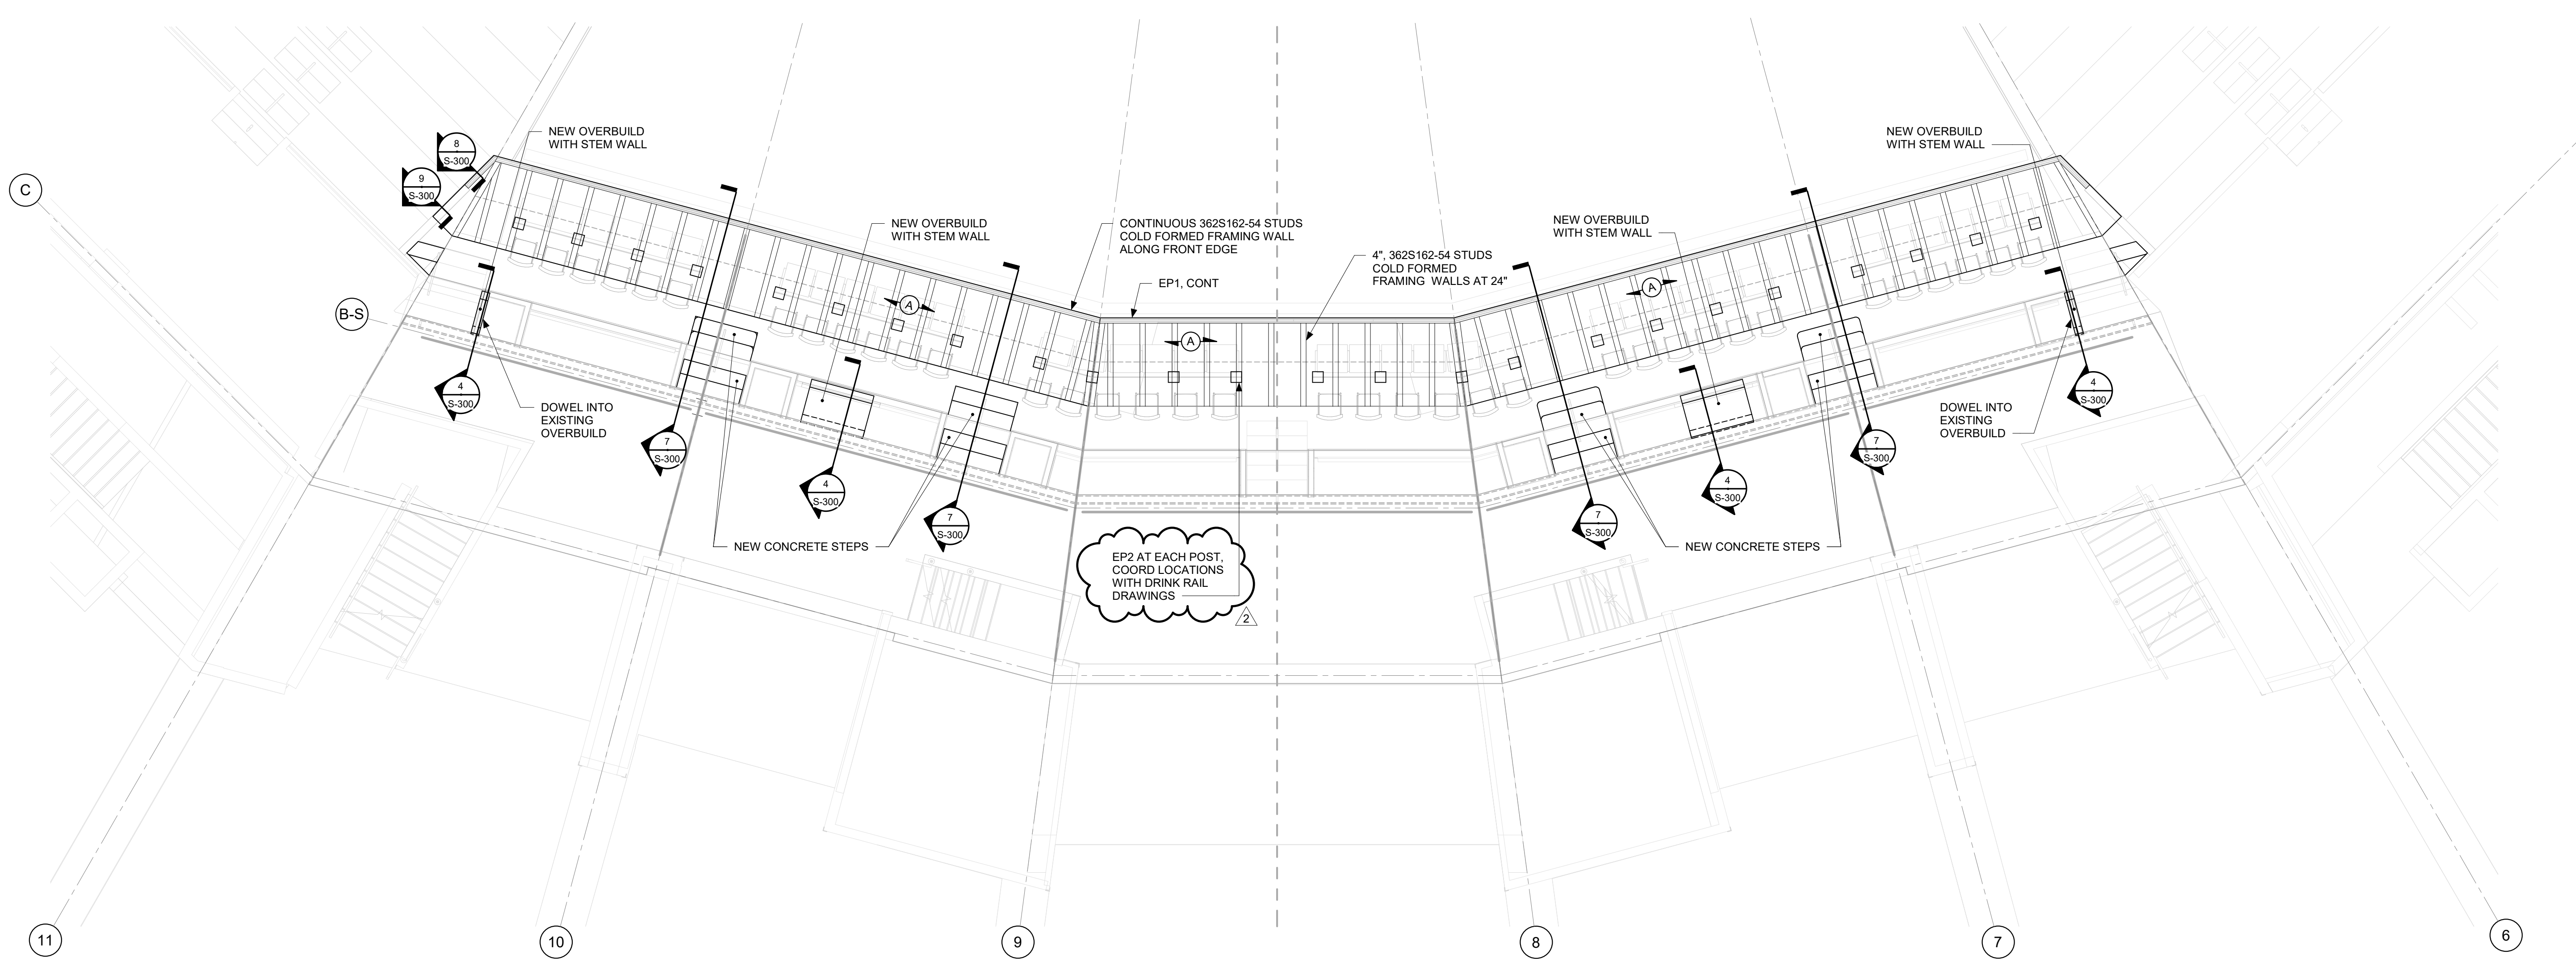 NEW OVERBUILD
WITH STEM WALL
NEW OVERBUILD
WITH STEM WALL
8
S-300
9
S-300
C
NEW OVERBUILD
WITH STEM WALL
CONTINUOUS 362S162-54 STUDS
COLD FORMED FRAMING WALL
ALONG FRONT EDGE
NEW OVERBUILD
WITH STEM WALL
4", 362S162-54 STUDS
COLD FORMED
FRAMING WALLS AT 24"
EP1, CONT
A
A
A
B-S
4
S-300
DOWEL INTO
EXISTING
OVERBUILD
7
S-300
4
S-300
7
S-300
NEW CONCRETE STEPS
EP2 AT EACH POST,
COORD LOCATIONS
WITH DRINK RAIL
DRAWINGS
2
7
S-300
4
S-300
7
S-300
4
S-300
DOWEL INTO
EXISTING
OVERBUILD
NEW CONCRETE STEPS
11
10
9
8
7
6